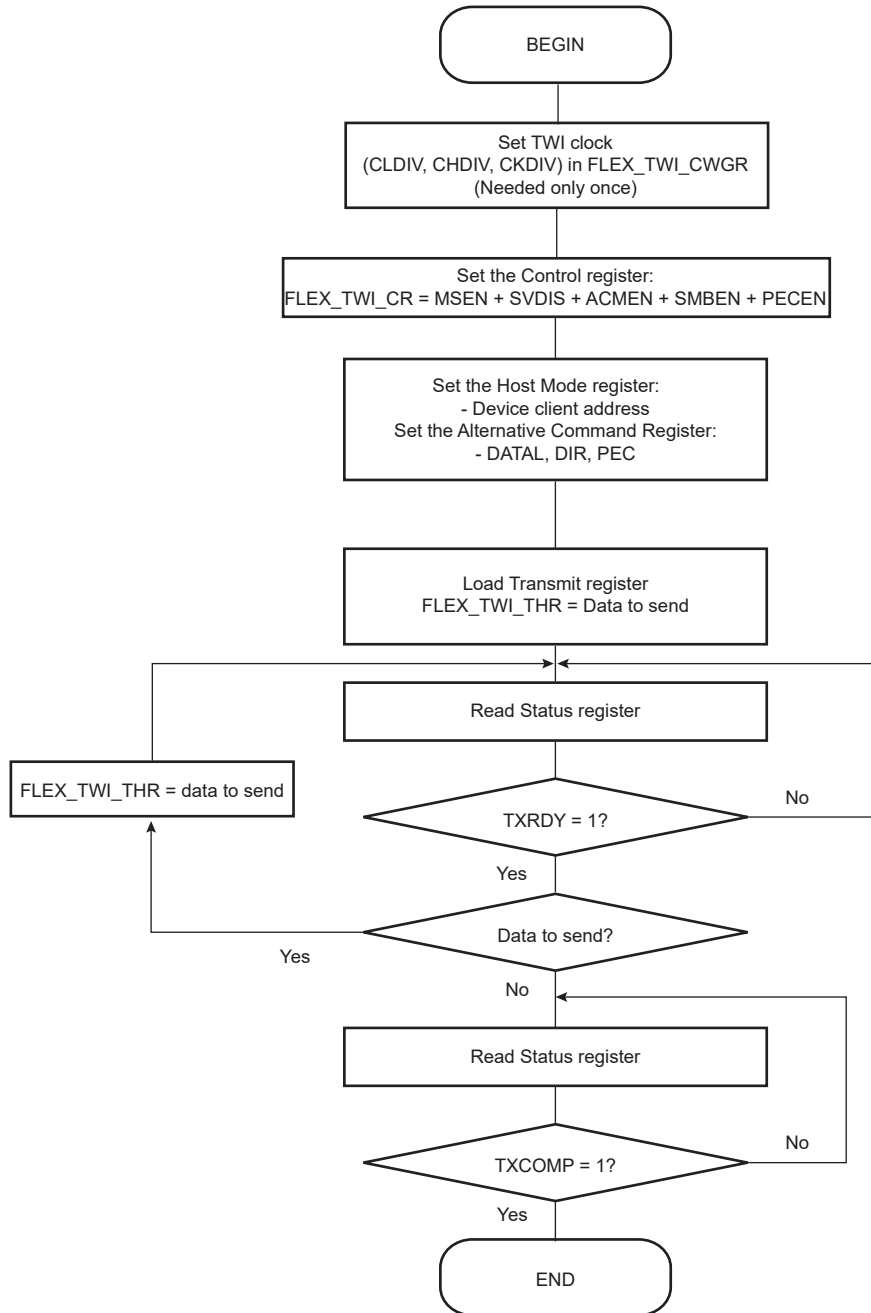 BEGIN
Set TWI clock
(CLDIV, CHDIV, CKDIV) in FLEX_TWI_CWGR
(Needed only once)
Set the Control register:
FLEX_TWI_CR = MSEN + SVDIS + ACMEN + SMBEN + PECEN
Set the Host Mode register:
- Device client address
Set the Alternative Command Register:
- DATAL, DIR, PEC
Load Transmit register
FLEX_TWI_THR = Data to send
Read Status register
FLEX_TWI_THR = data to send
TXRDY = 1?
No
Yes
Data to send?
Yes
No
Read Status register
TXCOMP = 1?
No
Yes
END